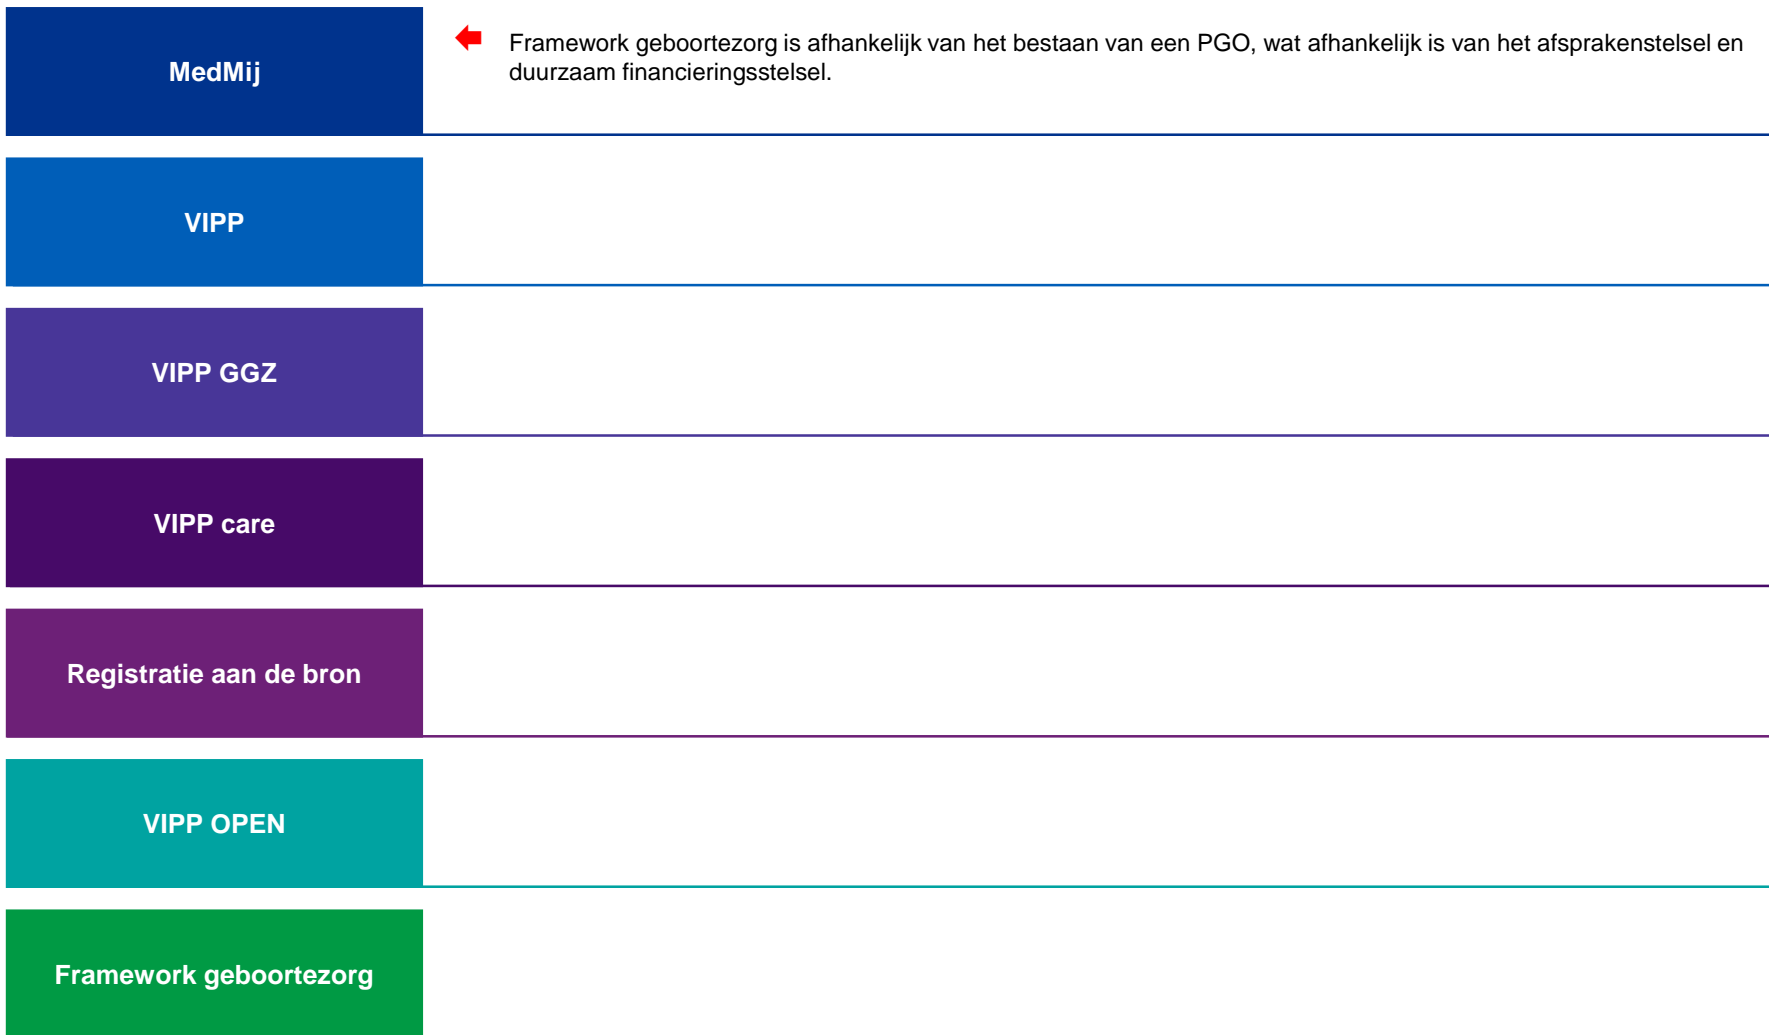 MedMij
Framework geboortezorg is afhankelijk van het bestaan van een PGO, wat afhankelijk is van het afsprakenstelsel en
duurzaam financieringsstelsel.
VIPP
VIPP GGZ
VIPP care
Registratie aan de bron
VIPP OPEN
Framework geboortezorg